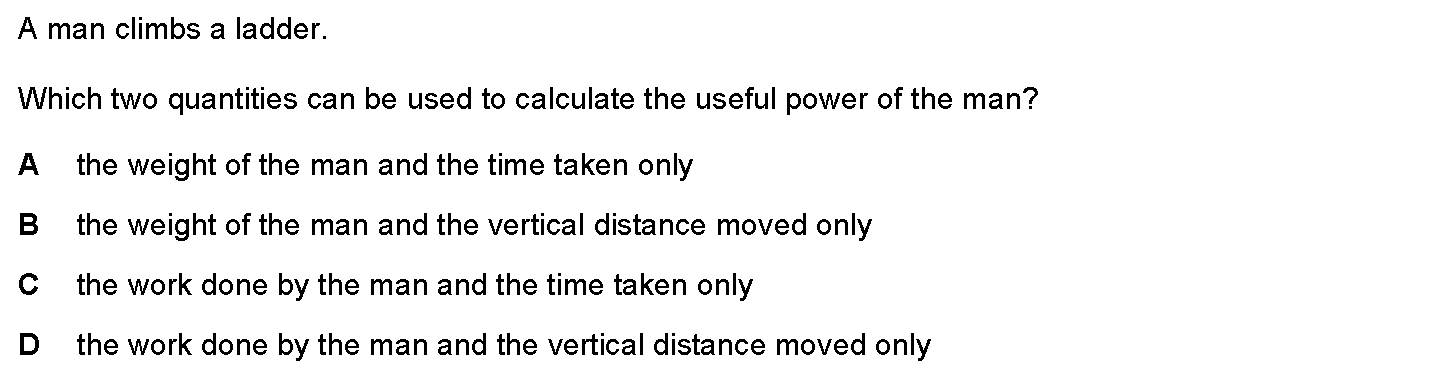 A man climbs a ladder.
Which two quantities can be used to calculate the useful power of the man?
A the weight of the man and the time taken only
B the weight of the man and the vertical distance moved only
C the work done by the man and the time taken only
D the work done by the man and the vertical distance moved only